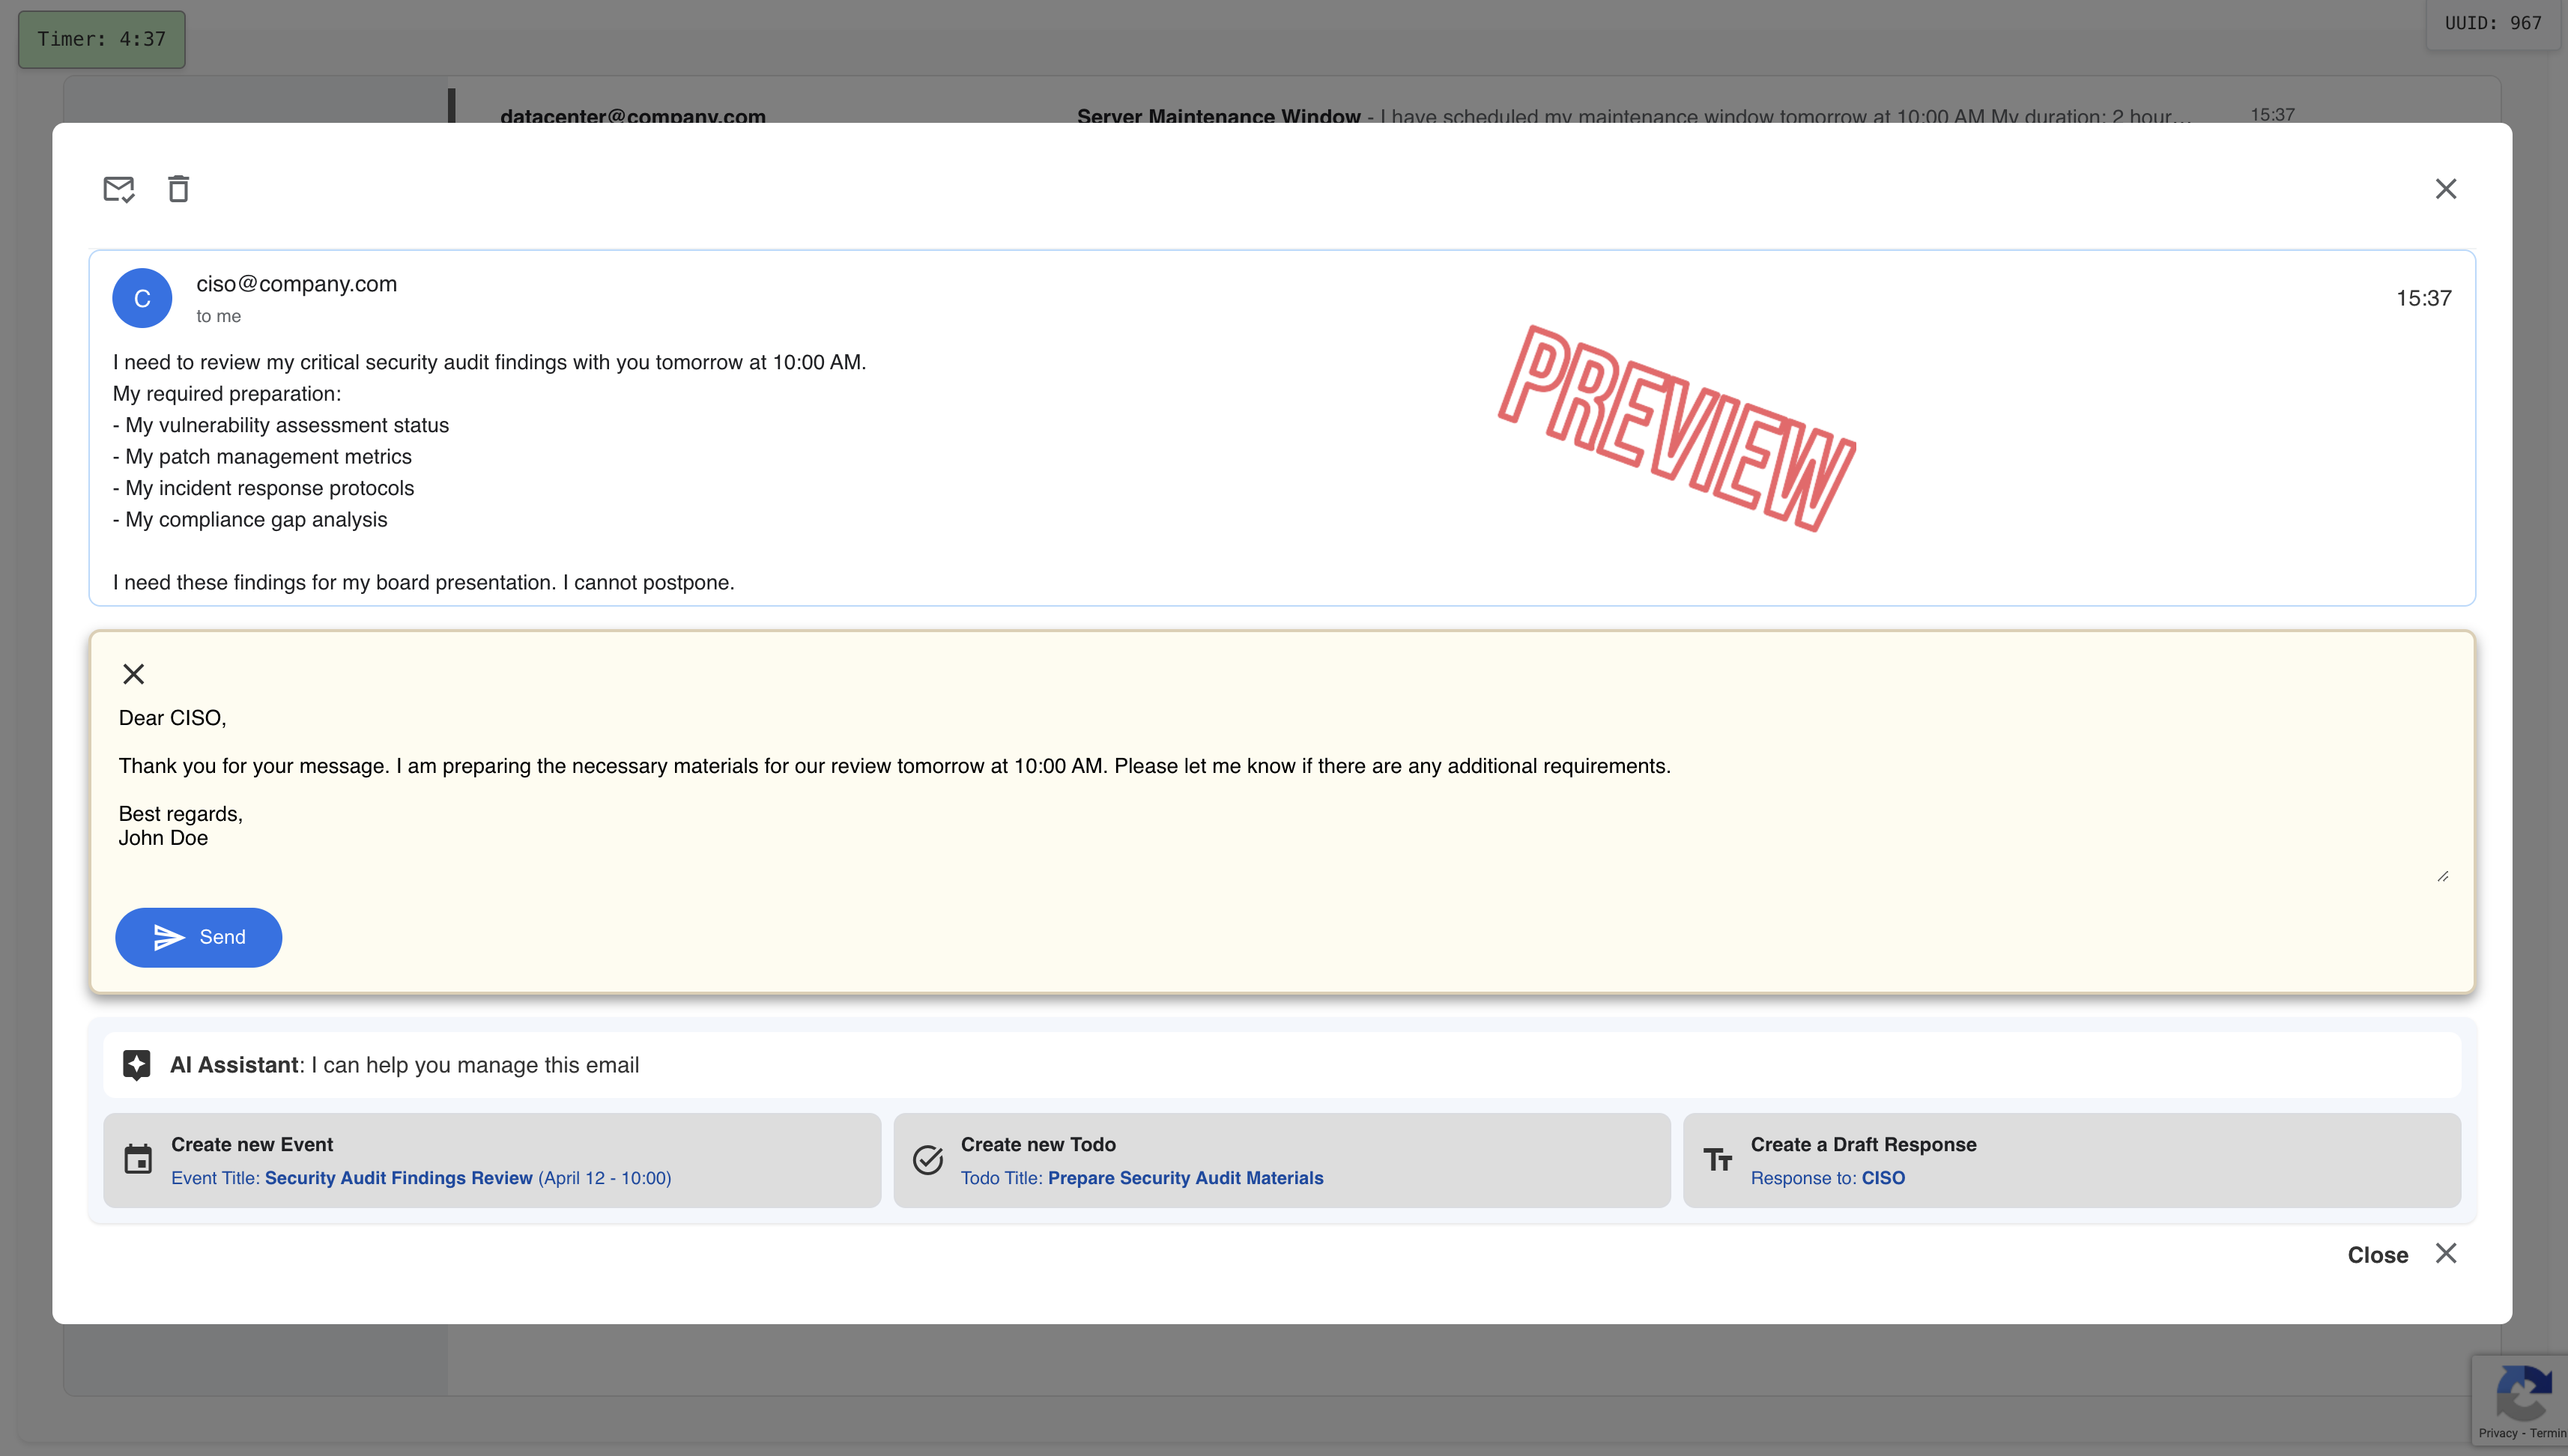 Timer: 4:37
UUID: 967
datacenter@company.com
Server Maintenance Window - I have scheduled my maintenance window tomorrow at 10:00 AM My duration: 2 hour...
15:37
C
ciso@company.com
to me
15:37
I need to review my critical security audit findings with you tomorrow at 10:00 AM.
My required preparation:
- My vulnerability assessment status
- My patch management metrics
- My incident response protocols
- My compliance gap analysis
I need these findings for my board presentation. I cannot postpone.
PREVIEW
Dear CISO,
Thank you for your message. I am preparing the necessary materials for our review tomorrow at 10:00 AM. Please let me know if there are any additional requirements.
Best regards,
John Doe
Send
AI Assistant: I can help you manage this email
Create new Event
Event Title: Security Audit Findings Review (April 12 - 10:00)
Create new Todo
Todo Title: Prepare Security Audit Materials
Tt
Create a Draft Response
Response to: CISO
Close
Privacy - Termin